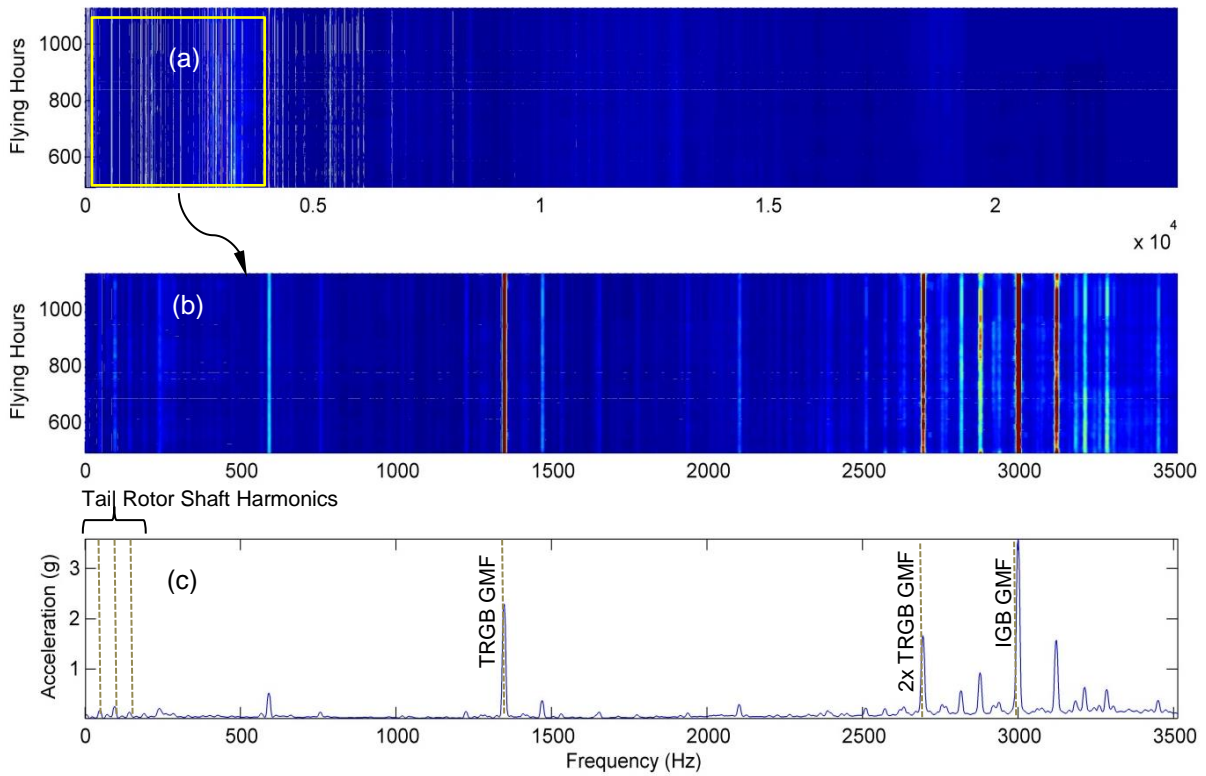 (a)
Flying Hours
1000
800
600
0 0.5 1 1.5 2
x 10^4
(b)
Flying Hours
1000
800
600
0 500 1000 1500 2000 2500 3000 3500
Tail Rotor Shaft Harmonics
(c)
Acceleration (g)
3
2
1
TRGB GMF
2x TRGB GMF
IGB GMF
0 500 1000 1500 2000 2500 3000 3500
Frequency (Hz)